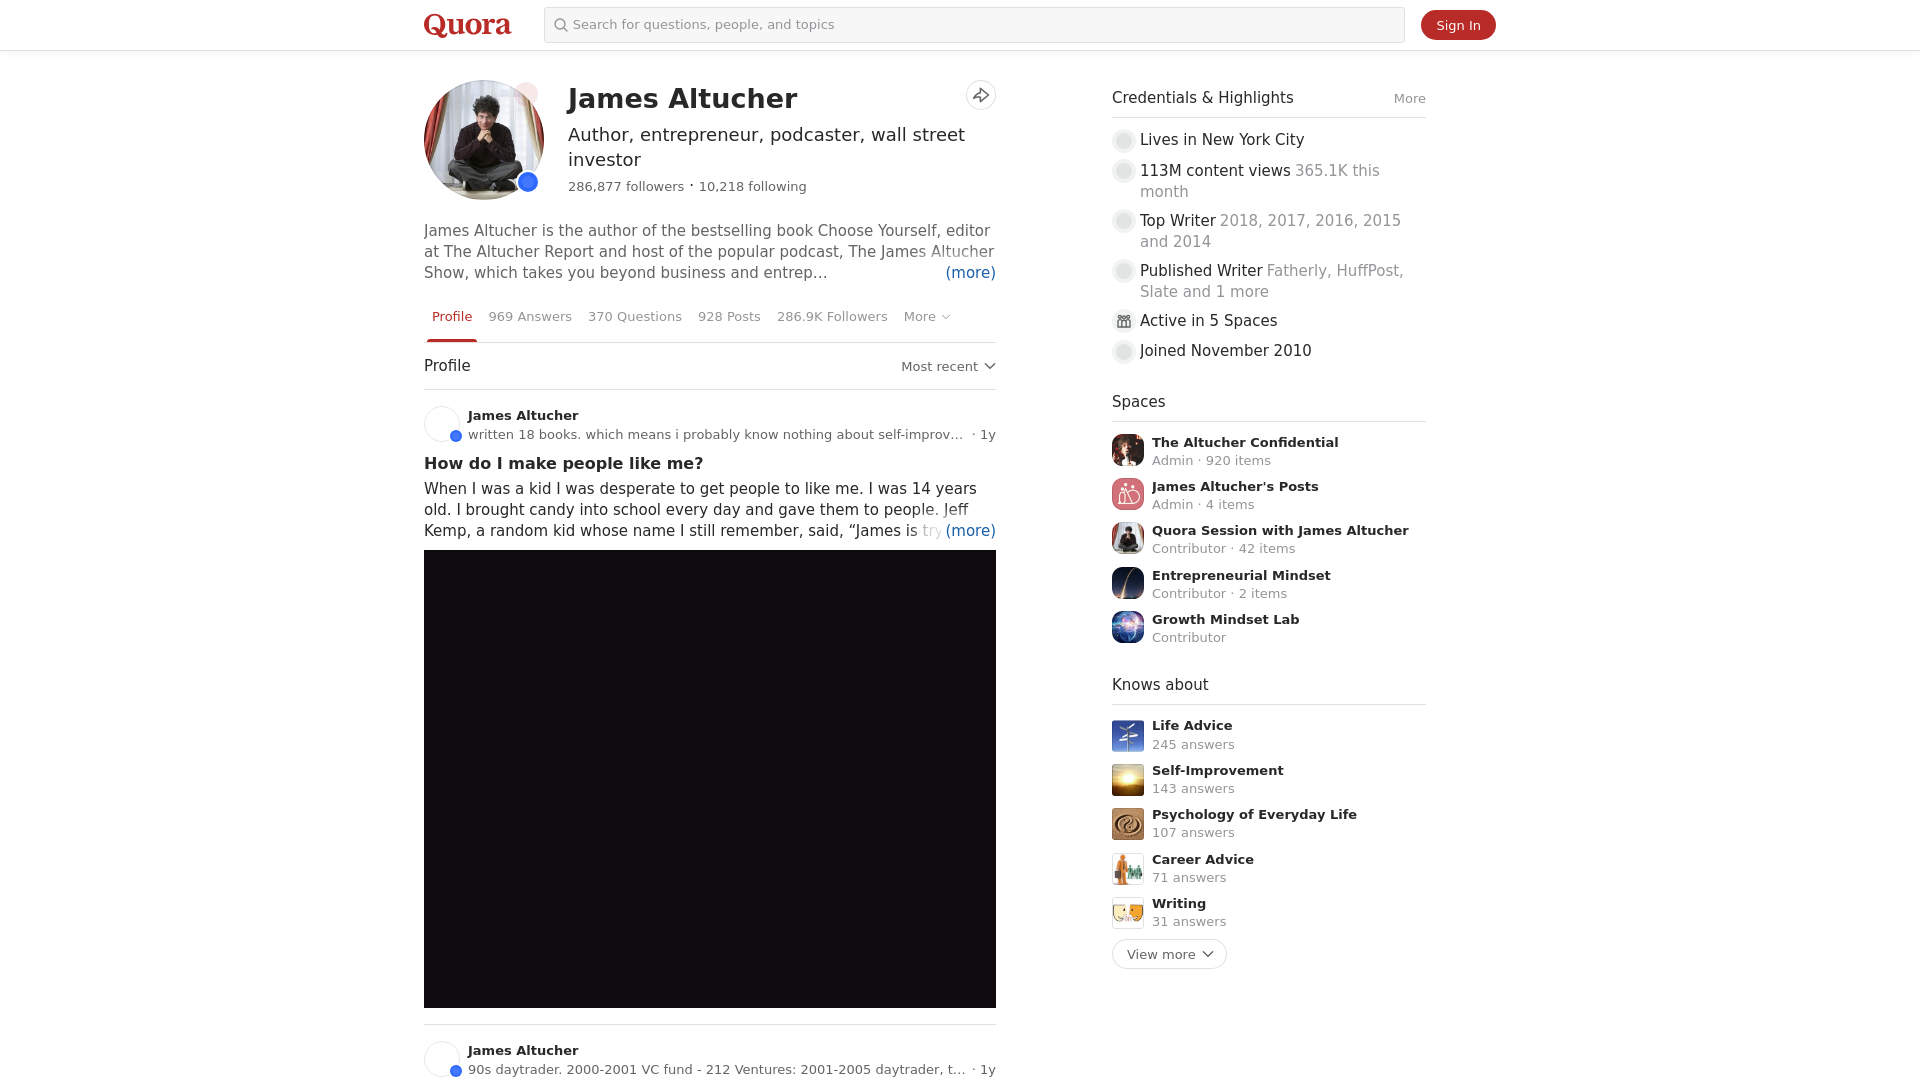 Quora
Search for questions, people, and topics
Sign In
James Altucher
Author, entrepreneur, podcaster, wall street
investor
286,877 followers · 10,218 following
James Altucher is the author of the bestselling book Choose Yourself, editor
at The Altucher Report and host of the popular podcast, The James Altucher
Show, which takes you beyond business and entrep…
(more)
Profile
969 Answers
370 Questions
928 Posts
286.9K Followers
More
Profile
Most recent
James Altucher
written 18 books. which means i probably know nothing about self-improv… · 1y
How do I make people like me?
When I was a kid I was desperate to get people to like me. I was 14 years
old. I brought candy into school every day and gave them to people. Jeff
Kemp, a random kid whose name I still remember, said, “James is try (more)
James Altucher
90s daytrader. 2000-2001 VC fund - 212 Ventures: 2001-2005 daytrader, t… · 1y
Credentials & Highlights
More
Lives in New York City
113M content views 365.1K this
month
Top Writer 2018, 2017, 2016, 2015
and 2014
Published Writer Fatherly, HuffPost,
Slate and 1 more
Active in 5 Spaces
Joined November 2010
Spaces
The Altucher Confidential
Admin · 920 items
James Altucher's Posts
Admin · 4 items
Quora Session with James Altucher
Contributor · 42 items
Entrepreneurial Mindset
Contributor · 2 items
Growth Mindset Lab
Contributor
Knows about
Life Advice
245 answers
Self-Improvement
143 answers
Psychology of Everyday Life
107 answers
Career Advice
71 answers
Writing
31 answers
View more